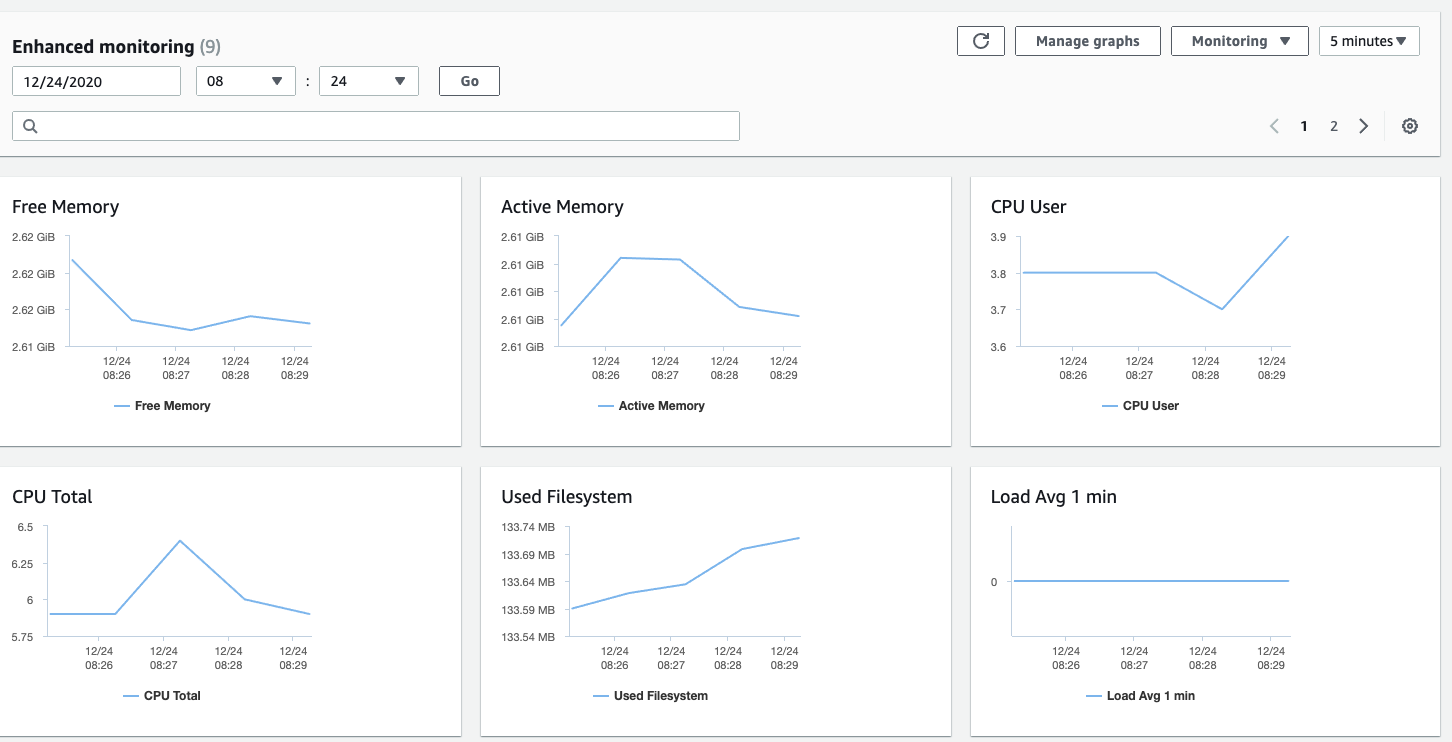 Enhanced monitoring (9)
Manage graphs
Monitoring
5 minutes
12/24/2020
08
:
24
Go
1
2
Free Memory
2.62 GiB
2.62 GiB
2.62 GiB
2.61 GiB
12/24 12/24 12/24 12/24
08:26 08:27 08:28 08:29
Free Memory
Active Memory
2.61 GiB
2.61 GiB
2.61 GiB
2.61 GiB
2.61 GiB
12/24 12/24 12/24 12/24
08:26 08:27 08:28 08:29
Active Memory
CPU User
3.9
3.8
3.7
3.6
12/24 12/24 12/24 12/24
08:26 08:27 08:28 08:29
CPU User
CPU Total
6.5
6.25
6
5.75
12/24 12/24 12/24 12/24
08:26 08:27 08:28 08:29
CPU Total
Used Filesystem
133.74 MB
133.69 MB
133.64 MB
133.59 MB
133.54 MB
12/24 12/24 12/24 12/24
08:26 08:27 08:28 08:29
Used Filesystem
Load Avg 1 min
0
12/24 12/24 12/24 12/24
08:26 08:27 08:28 08:29
Load Avg 1 min